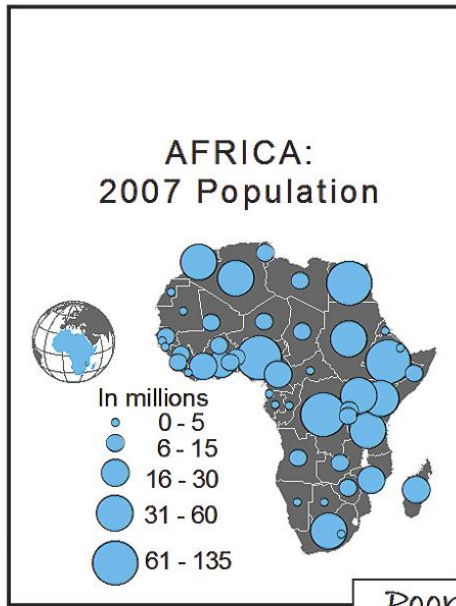 AFRICA:
2007 Population
In millions
0 - 5
6 - 15
16 - 30
31 - 60
61 - 135